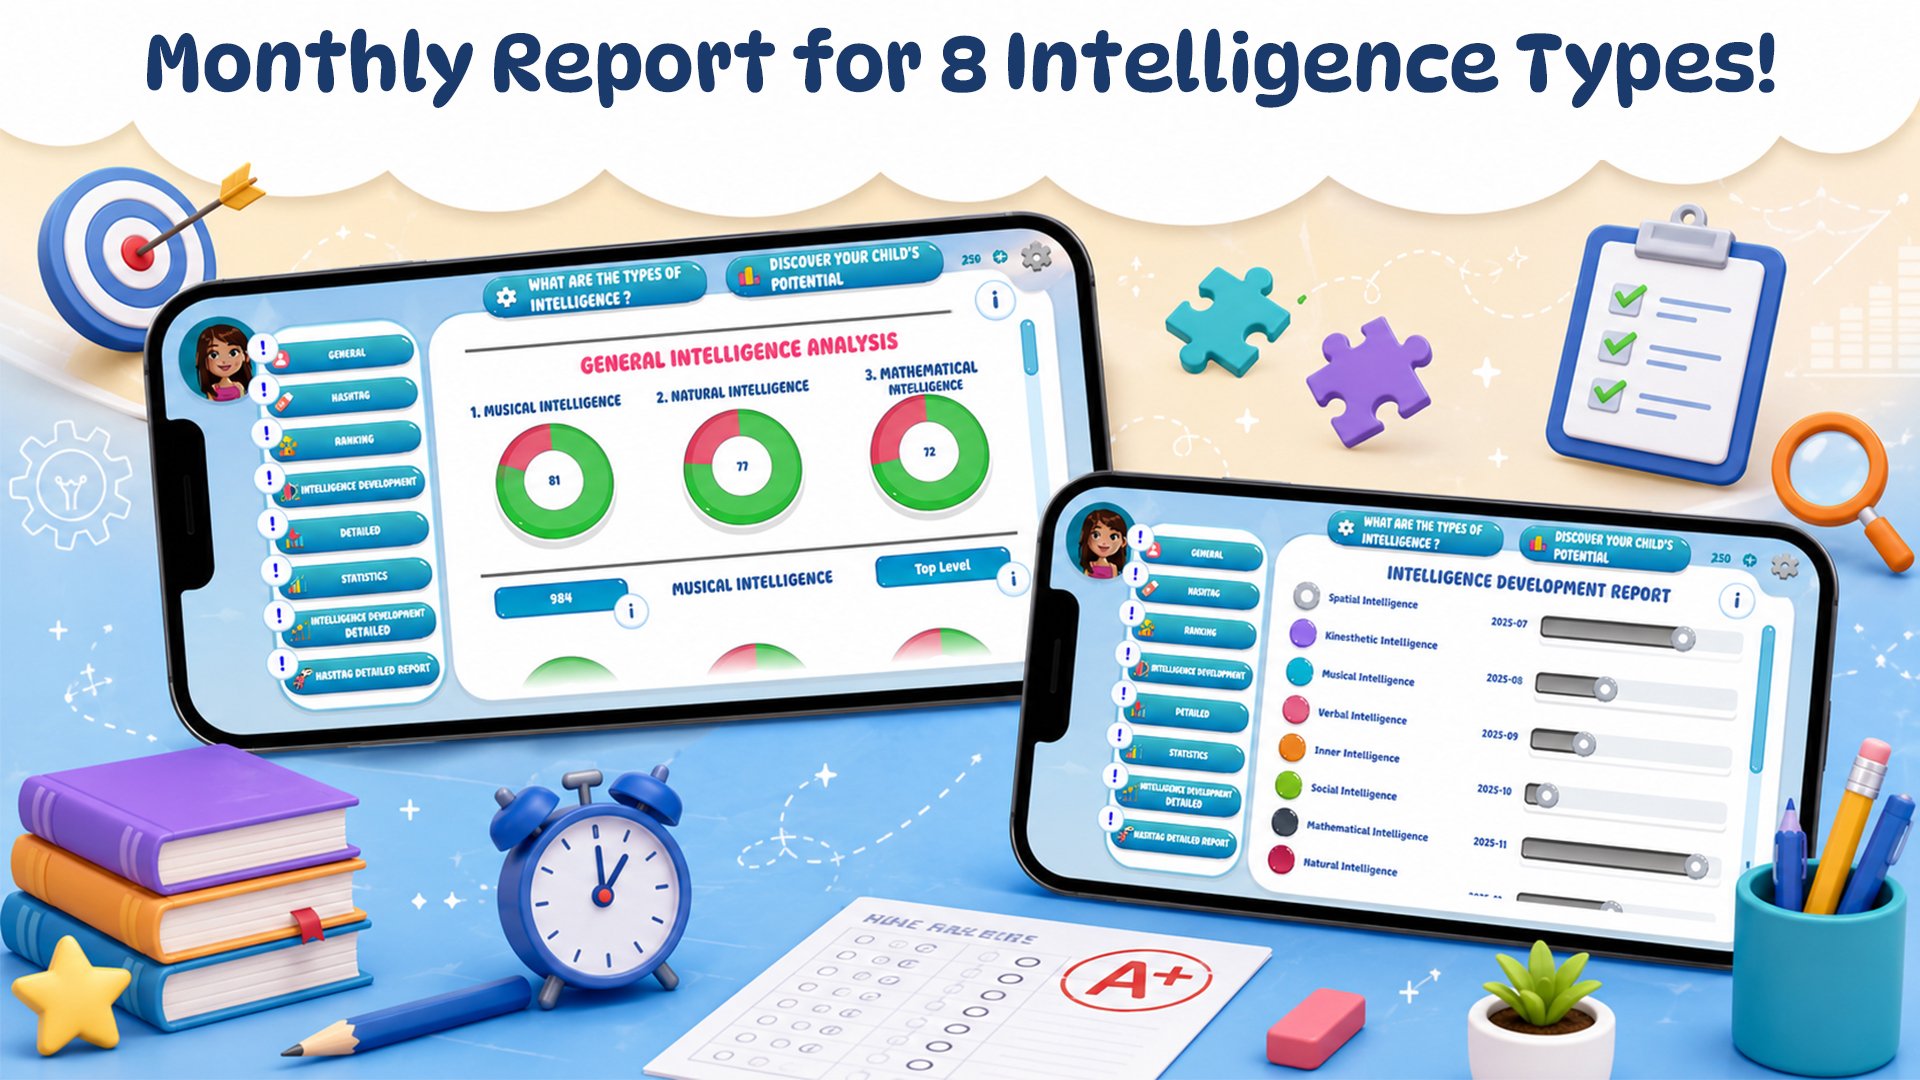 Monthly Report for 8 Intelligence Types!
WHAT ARE THE TYPES OF
INTELLIGENCE ?
DISCOVER YOUR CHILD'S
POITENTIAL
250
GENERAL
HASHTAG
RANKING
INTELLIGENCE DEVELOPMENT
DETAILED
STATISTICS
INTELLIGENCE DEVELOPMENT
DETAILED
HASHTAG DETAILED REPORT
GENERAL INTELLIGENCE ANALYSIS
1. MUSICAL INTELLIGENCE
2. NATURAL INTELLIGENCE
3. MATHEMATICAL
INTELLIGENCE
81
77
72
984
MUSICAL INTELLIGENCE
Top Level
WHAT ARE THE TYPES OF
INTELLIGENCE ?
DISCOVER YOUR CHILD'S
POTENTIAL
250
GENERAL
HASHTAG
RANKING
INTELLIGENCE DEVELOPMENT
DETAILED
STATISTICS
INTELLIGENCE DEVELOPMENT
DETAILED
HASHTAG DETAILED REPORT
INTELLIGENCE DEVELOPMENT REPORT
Spatial Intelligence
Kinesthetic Intelligence
Musical Intelligence
Verbal Intelligence
Inner Intelligence
Social Intelligence
Mathematical Intelligence
Natural Intelligence
2025-07
2025-08
2025-09
2025-10
2025-11
A+